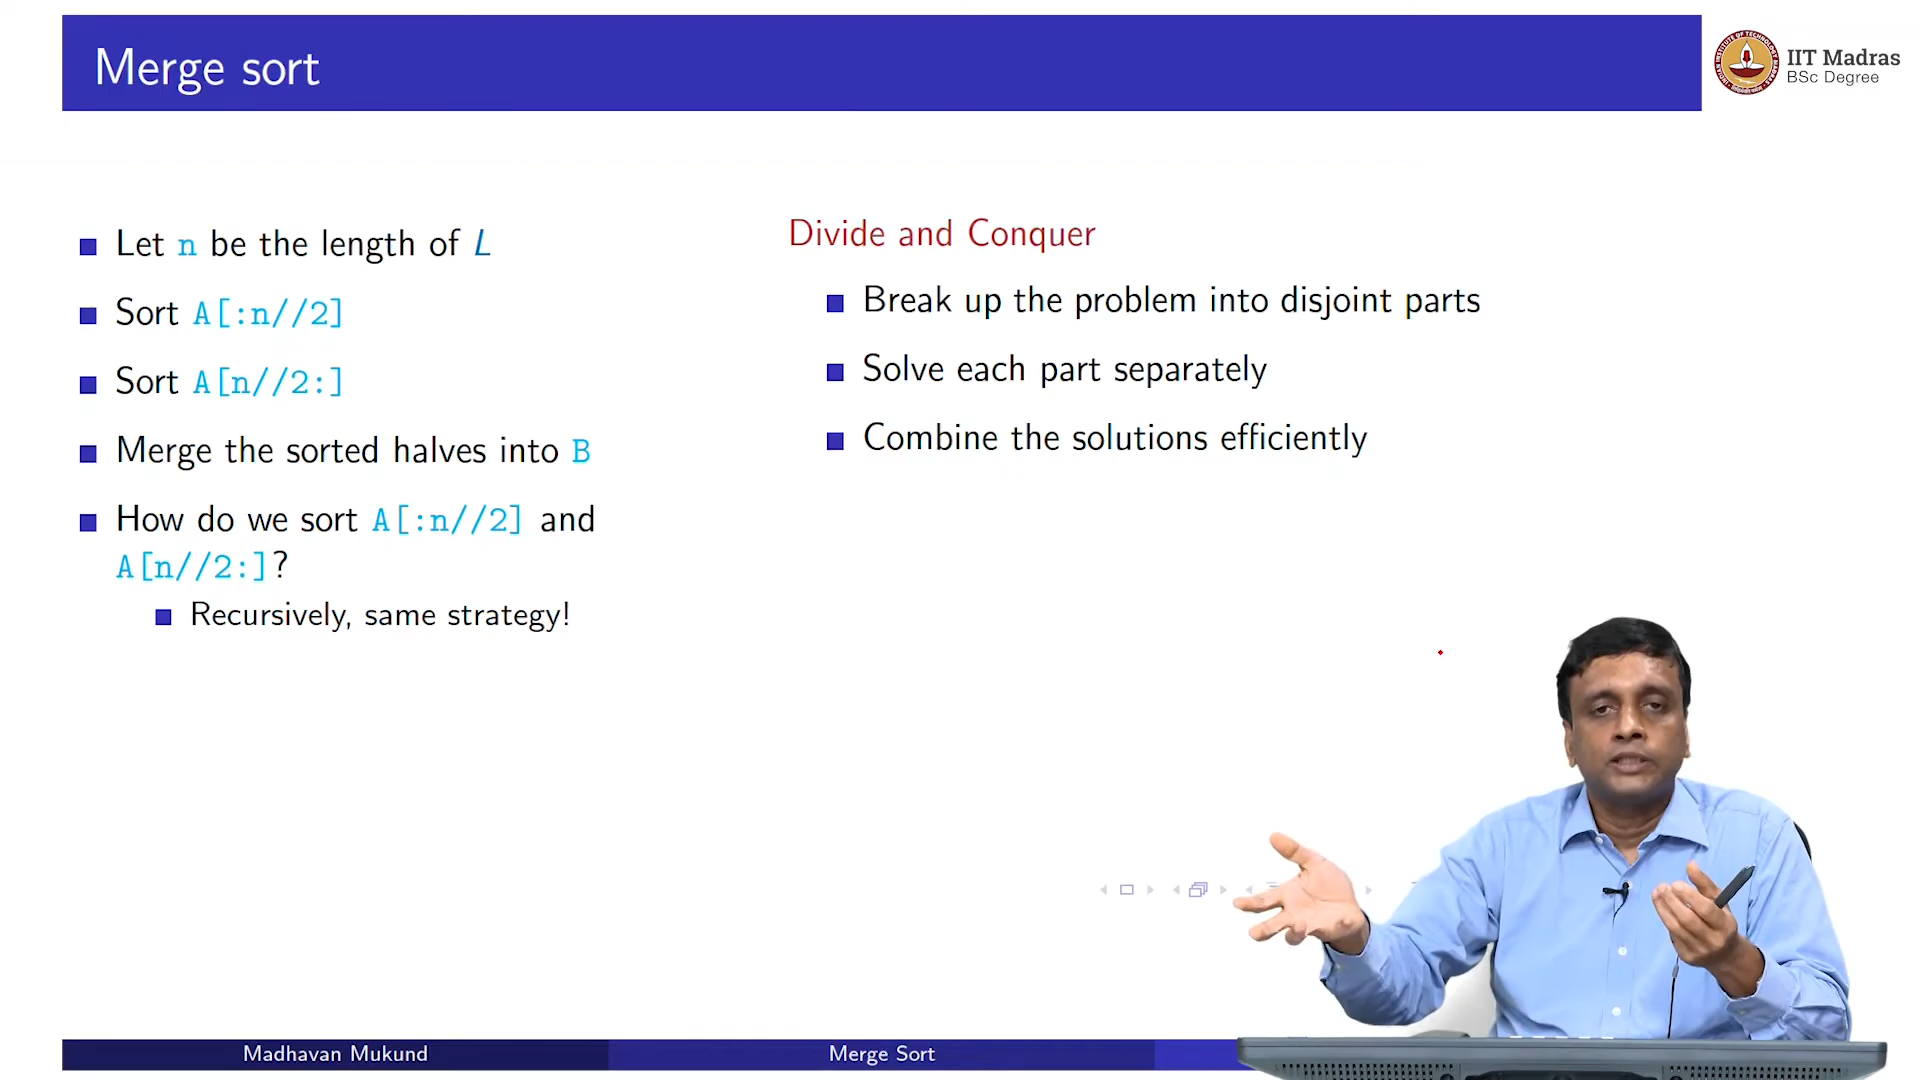 Merge sort
IIT Madras
BSc Degree
Let n be the length of L
Sort A[:n//2]
Sort A[n//2:]
Merge the sorted halves into B
How do we sort A[:n//2] and
A[n//2:]?
Recursively, same strategy!
Divide and Conquer
Break up the problem into disjoint parts
Solve each part separately
Combine the solutions efficiently
Madhavan Mukund
Merge Sort